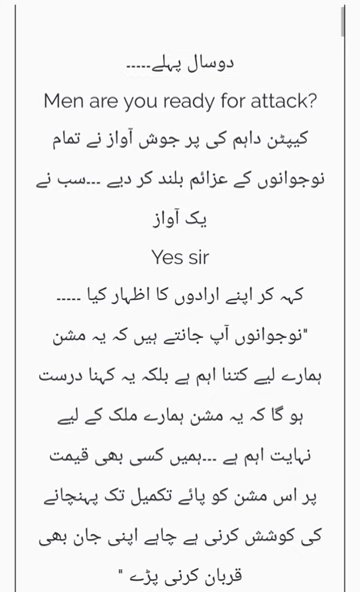 دوسال پہلے۔۔۔۔۔
Men are you ready for attack?
کیپٹن داہم کی پر جوش آواز نے تمام
نوجوانوں کے عزائم بلند کر دیے ۔۔۔سب نے
یک آواز
Yes sir
کہہ کر اپنے ارادوں کا اظہار کیا ۔۔۔۔۔
"نوجوانوں آپ جانتے ہیں کہ یہ مشن
ہمارے لیے کتنا اہم ہے بلکہ یہ کہنا درست
ہو گا کہ یہ مشن ہمارے ملک کے لیے
نہایت اہم ہے ۔۔۔ہمیں کسی بھی قیمت
پر اس مشن کو پائے تکمیل تک پہنچانے
کی کوشش کرنی ہے چاہے اپنی جان بھی
قربان کرنی پڑے "